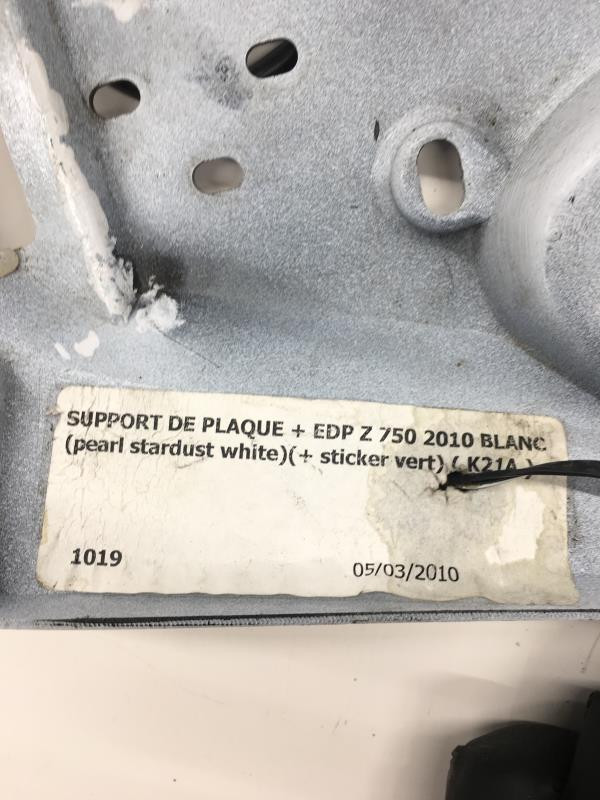 SUPPORT DE PLAQUE + EDP Z 750 2010 BLANC
(pearl stardust white)(+ sticker vert) ( K21A )
1019
05/03/2010